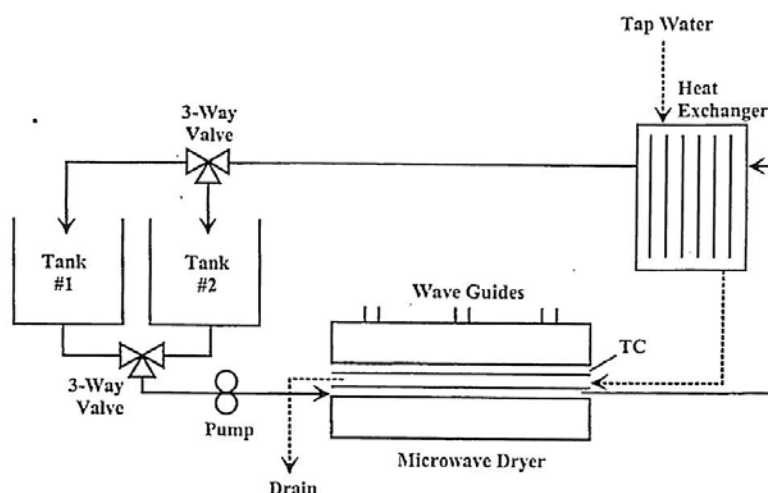 Tap Water
Heat
Exchanger
3-Way
Valve
Tank
#1
Tank
#2
Wave Guides
TC
3-Way
Valve
Pump
Microwave Dryer
Drain